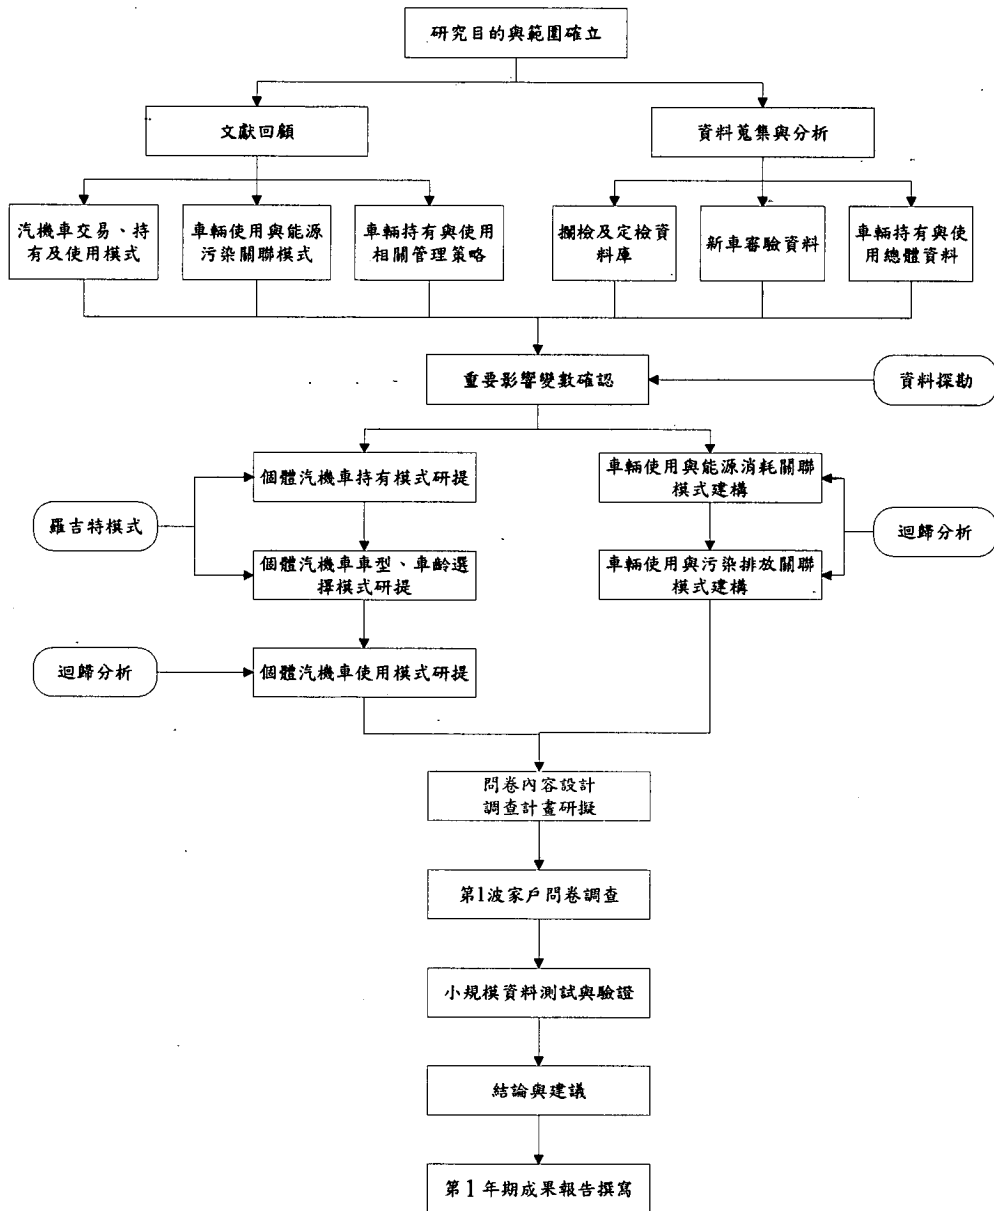 研究目的與範圍確立
文獻回顧
資料蒐集與分析
汽機車交易、持
有及使用模式
車輛使用與能源
污染關聯模式
車輛持有與使用
相關管理策略
攔檢及定檢資
料庫
新車審驗資料
車輛持有與使
用總體資料
重要影響變數確認
資料探勘
個體汽機車持有模式研提
車輛使用與能源消耗關聯
模式建構
羅吉特模式
迴歸分析
個體汽機車車型、車齡選
擇模式研提
車輛使用與污染排放關聯
模式建構
迴歸分析
個體汽機車使用模式研提
問卷內容設計
調查計畫研擬
第1波家戶問卷調查
小規模資料測試與驗證
結論與建議
第1年期成果報告撰寫